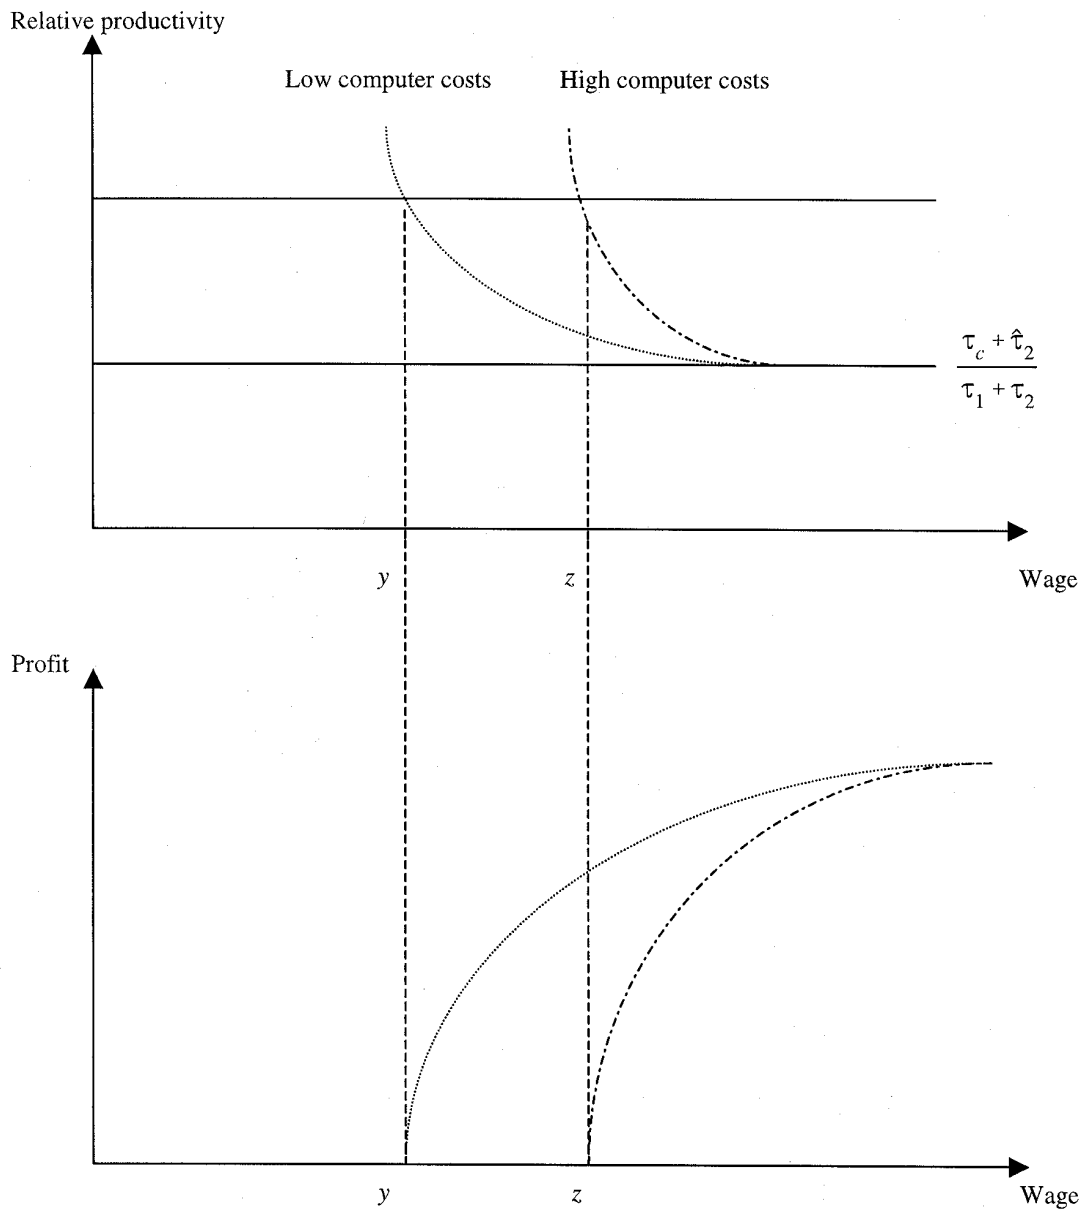 Relative productivity
Low computer costs
High computer costs
τc + τ̂2
τ1 + τ2
y
z
Wage
Profit
y
z
Wage